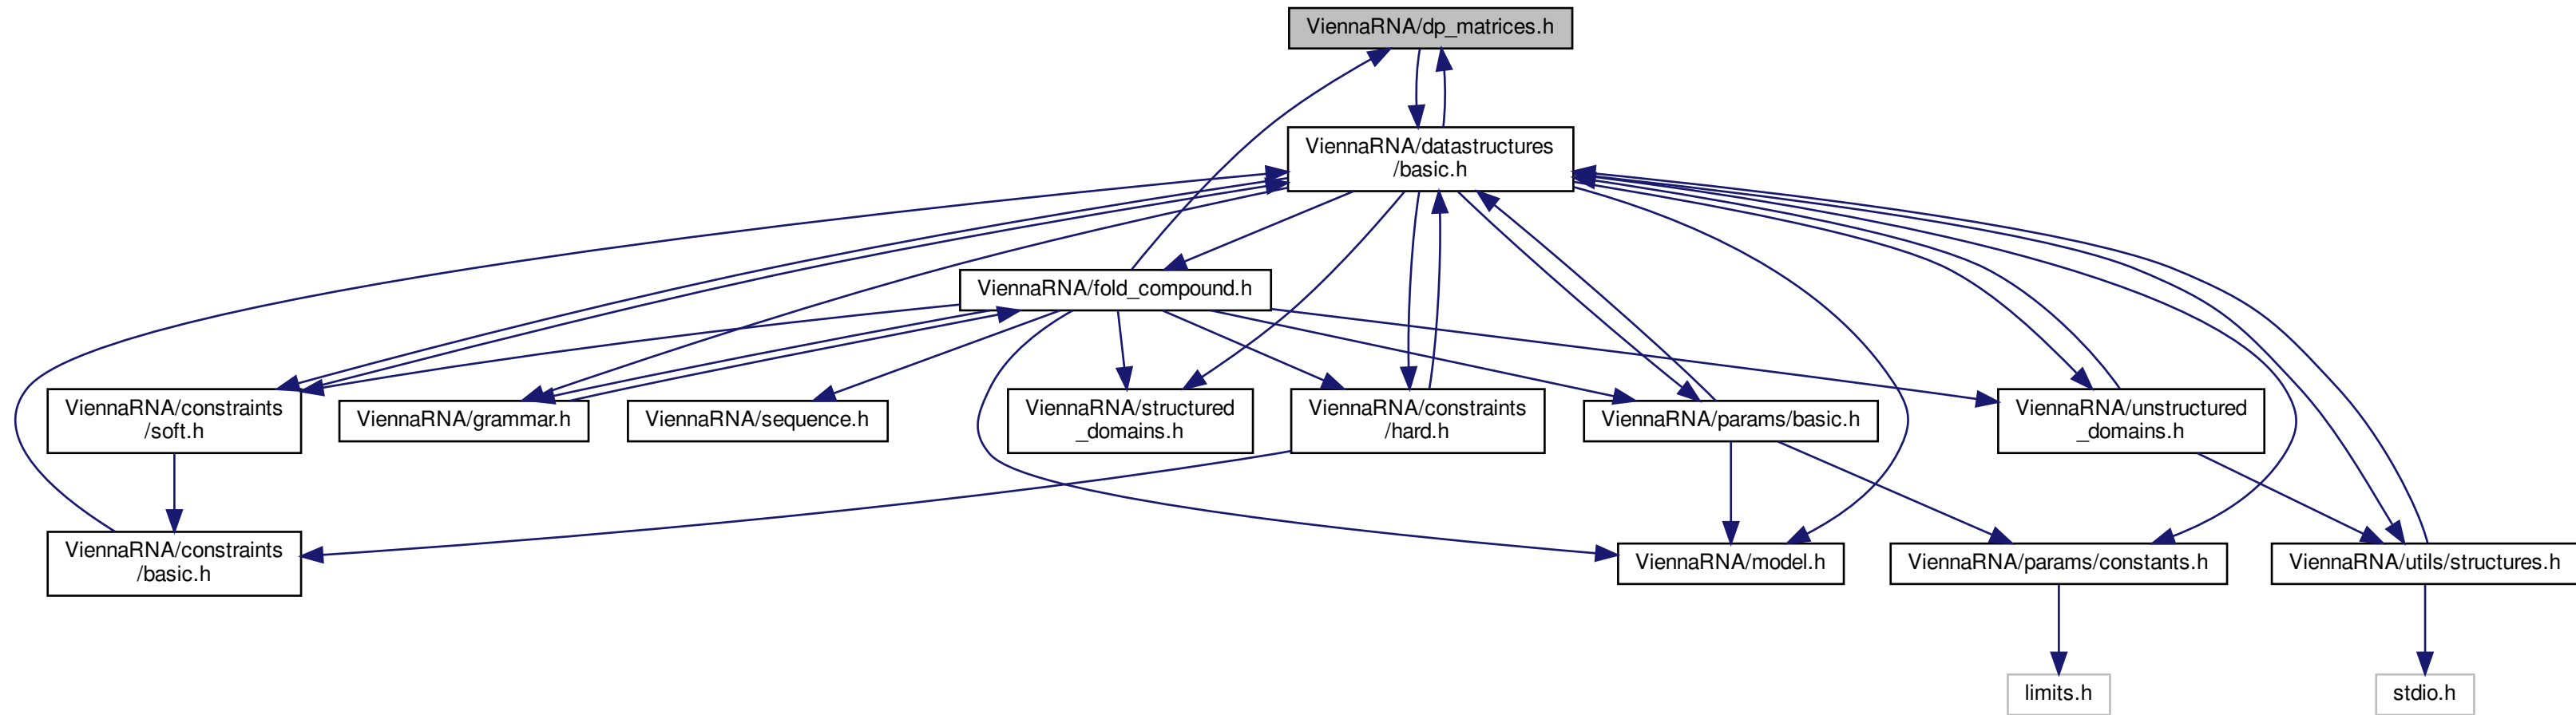 ViennaRNA/dp_matrices.h
ViennaRNA/datastructures
/basic.h
ViennaRNA/fold_compound.h
ViennaRNA/constraints
/soft.h
ViennaRNA/grammar.h
ViennaRNA/sequence.h
ViennaRNA/structured
_domains.h
ViennaRNA/constraints
/hard.h
ViennaRNA/params/basic.h
ViennaRNA/unstructured
_domains.h
ViennaRNA/constraints
/basic.h
ViennaRNA/model.h
ViennaRNA/params/constants.h
ViennaRNA/utils/structures.h
limits.h
stdio.h